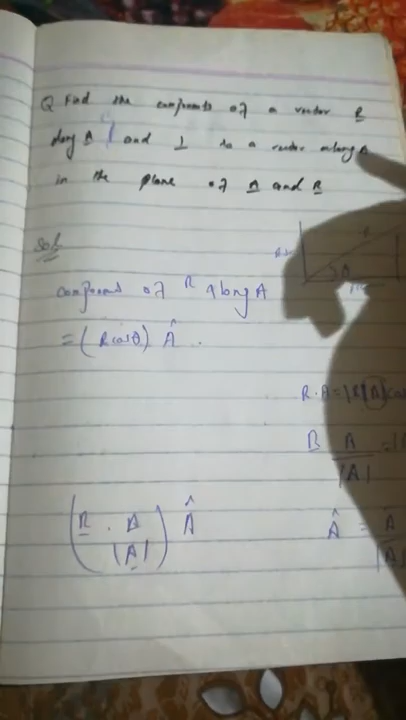 Q Find the components of a vector R
along A || and ⊥ to a vector along A
in the plane of A and R
Sol
component of R along A
= (R cosθ) Â .
R . A = |R||A| cos
R A / |A| =
( R . A / |A| ) Â
Â = A / |A|